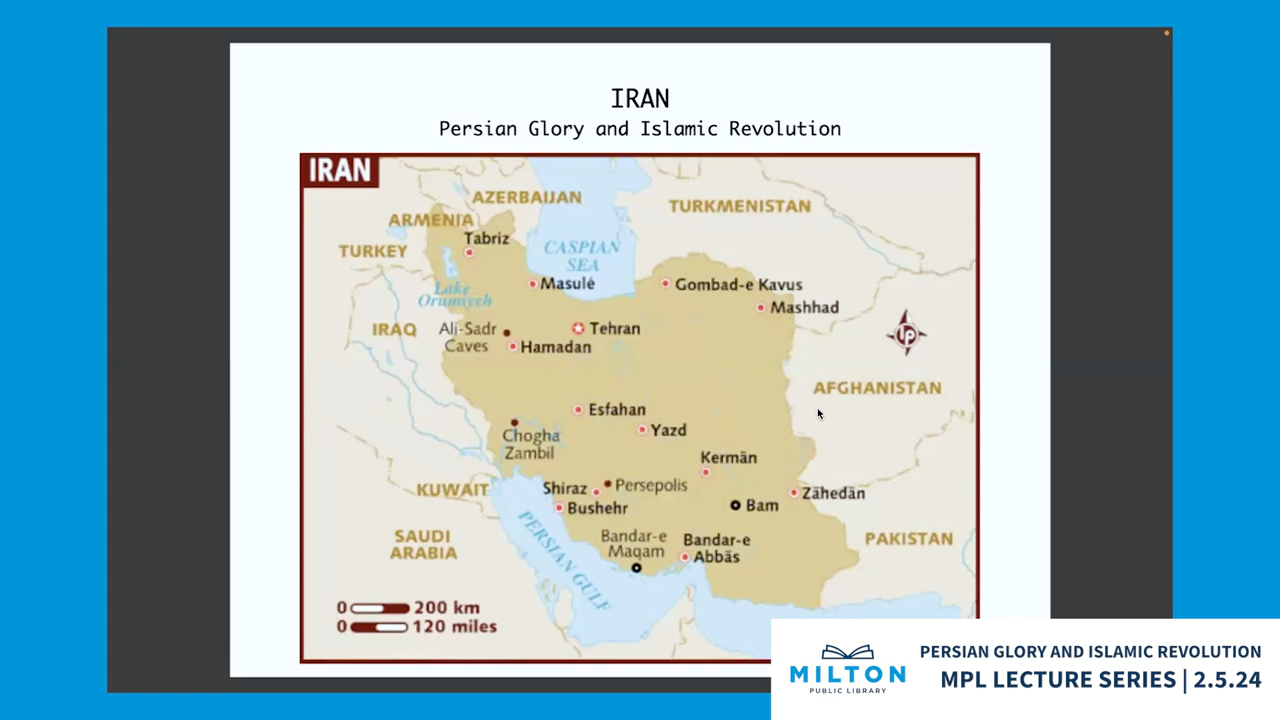 IRAN
Persian Glory and Islamic Revolution
IRAN
AZERBAIJAN
TURKMENISTAN
ARMENIA
Tabriz
TURKEY
CASPIAN
SEA
Masulé
Gombad-e Kavus
Lake
Orumiyeh
Mashhad
IRAQ
Ali-Sadr
Caves
Tehran
Hamadan
LP
AFGHANISTAN
Esfahan
Yazd
Chogha
Zambil
Kermān
KUWAIT
Shiraz
Persepolis
Zāhedān
Bushehr
Bam
SAUDI
ARABIA
PERSIAN GULF
Bandar-e
Maqam
Bandar-e
Abbās
PAKISTAN
0 200 km
0 120 miles
MILTON
PUBLIC LIBRARY
PERSIAN GLORY AND ISLAMIC REVOLUTION
MPL LECTURE SERIES | 2.5.24